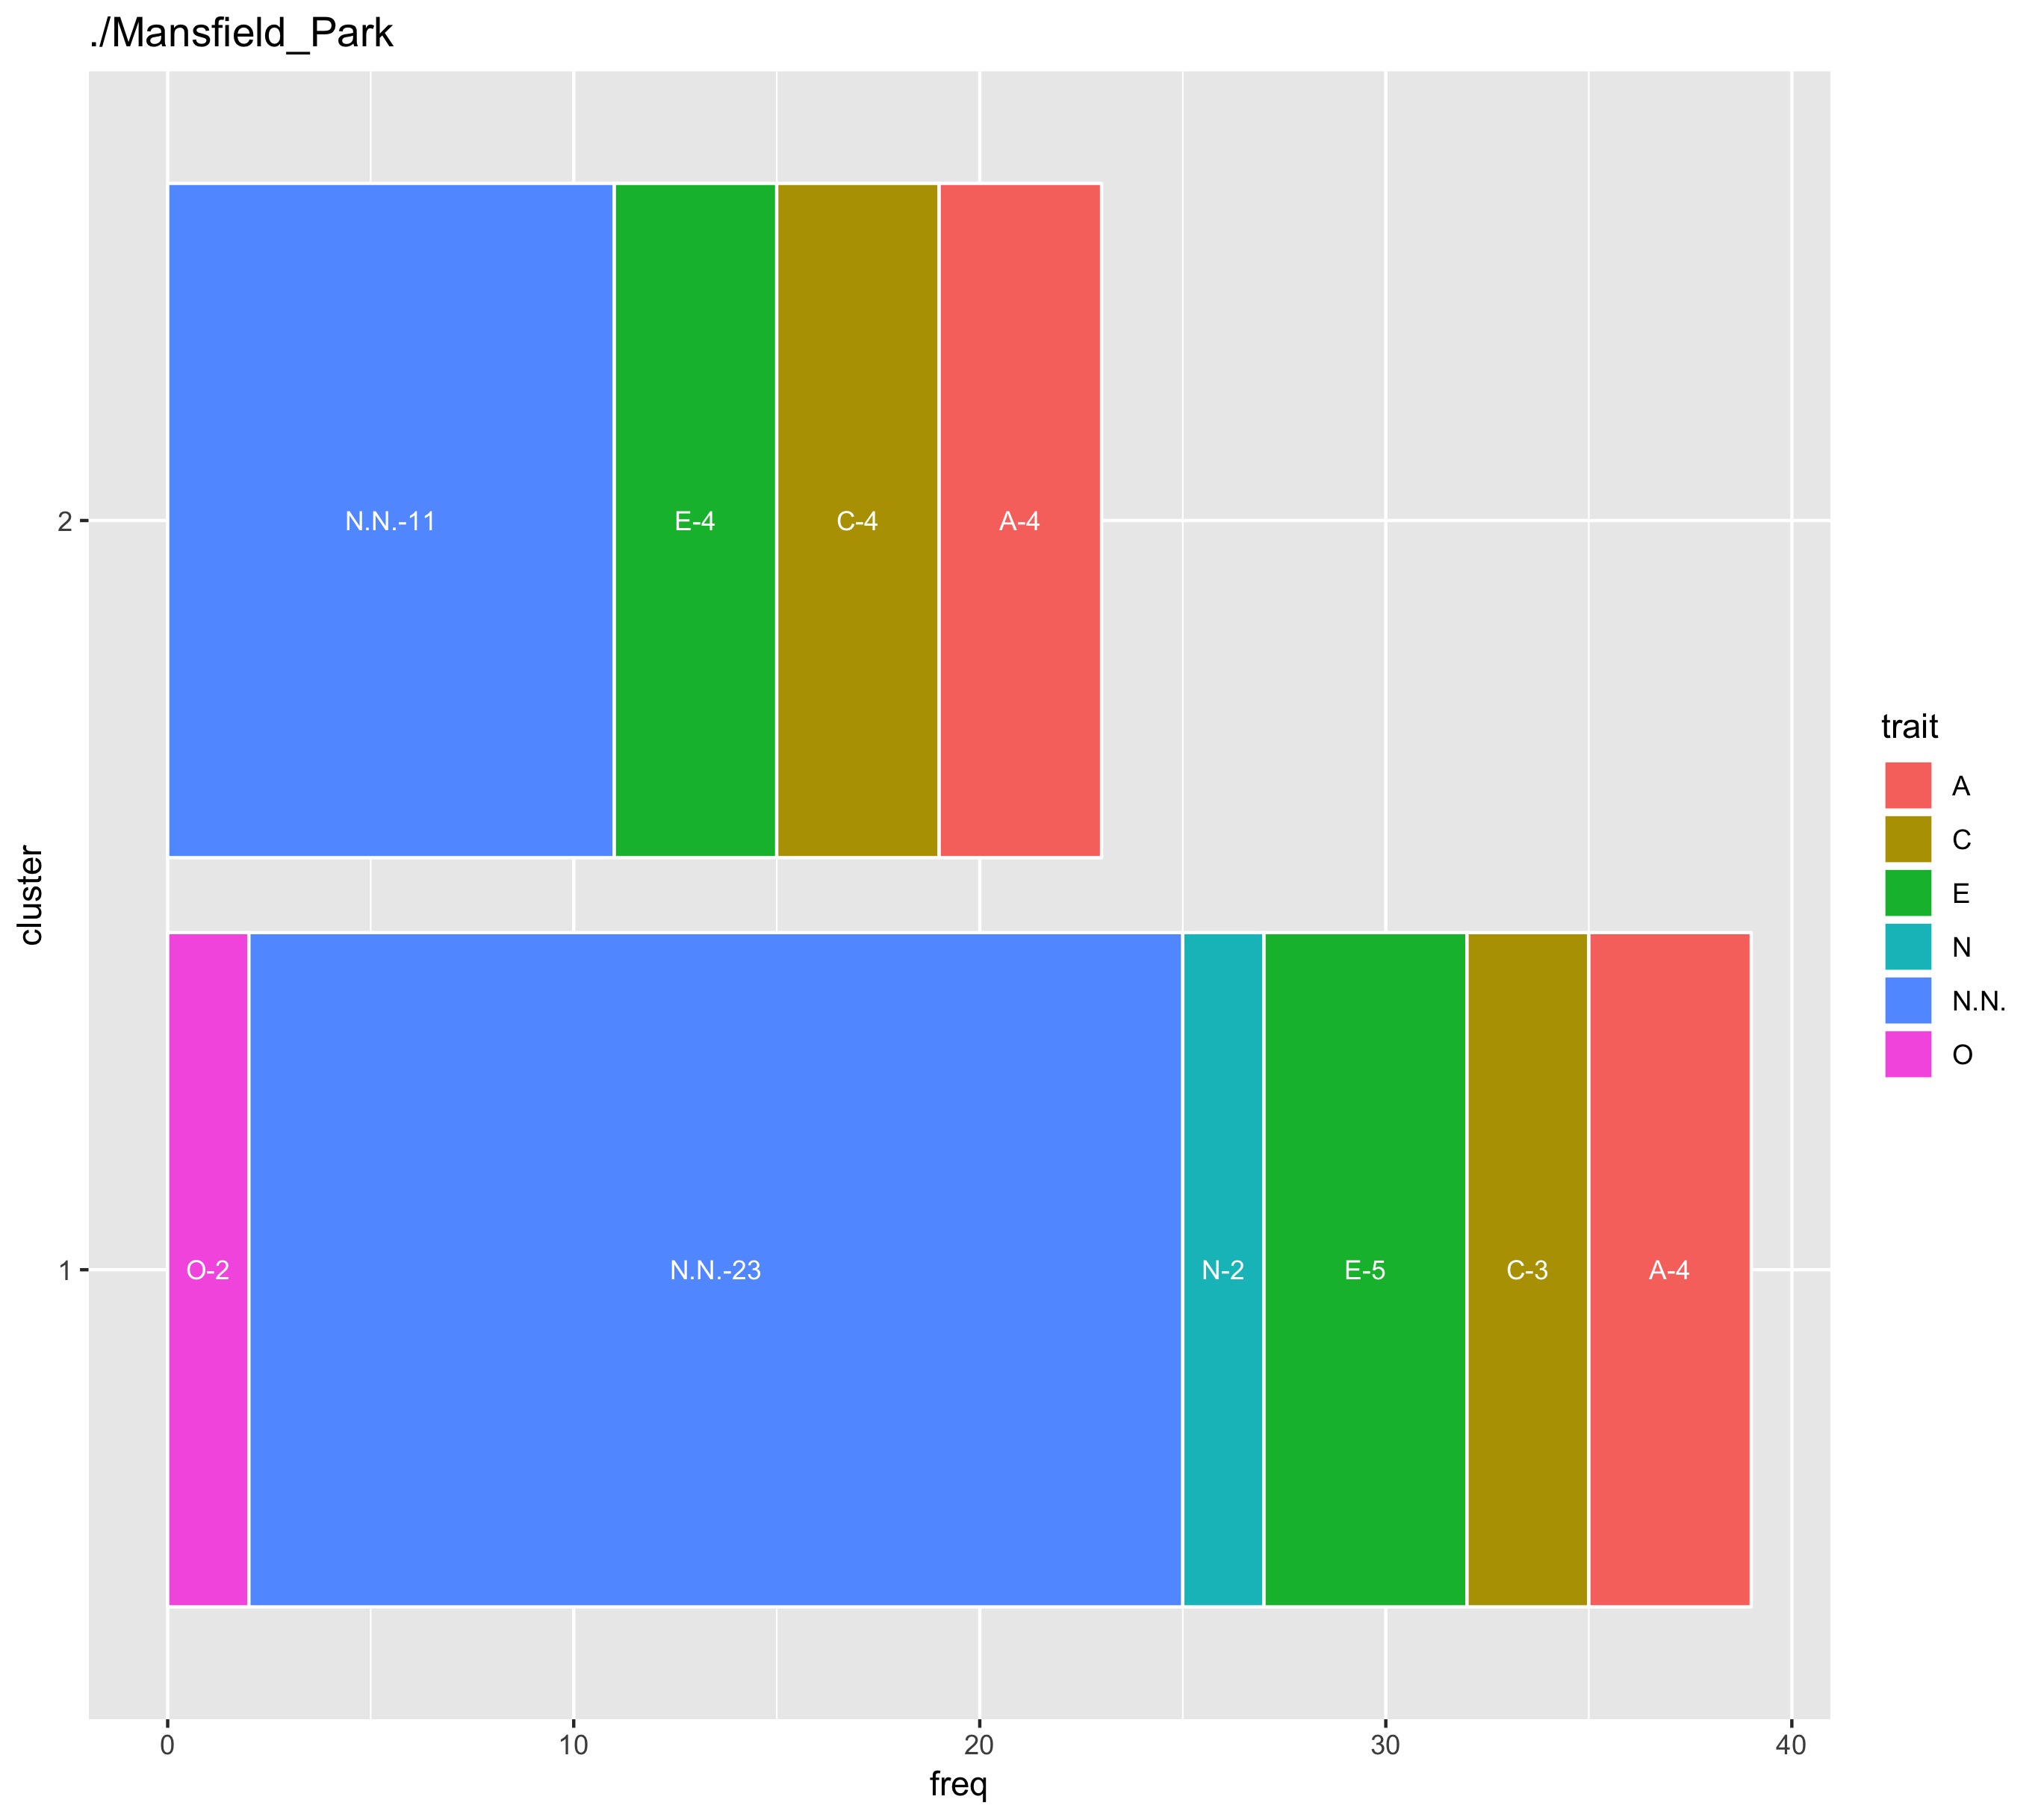 ./Mansfield_Park
cluster
2
N.N.-11 E-4 C-4 A-4
1
O-2 N.N.-23 N-2 E-5 C-3 A-4
0 10 20 30 40
freq
trait
A
C
E
N
N.N.
O